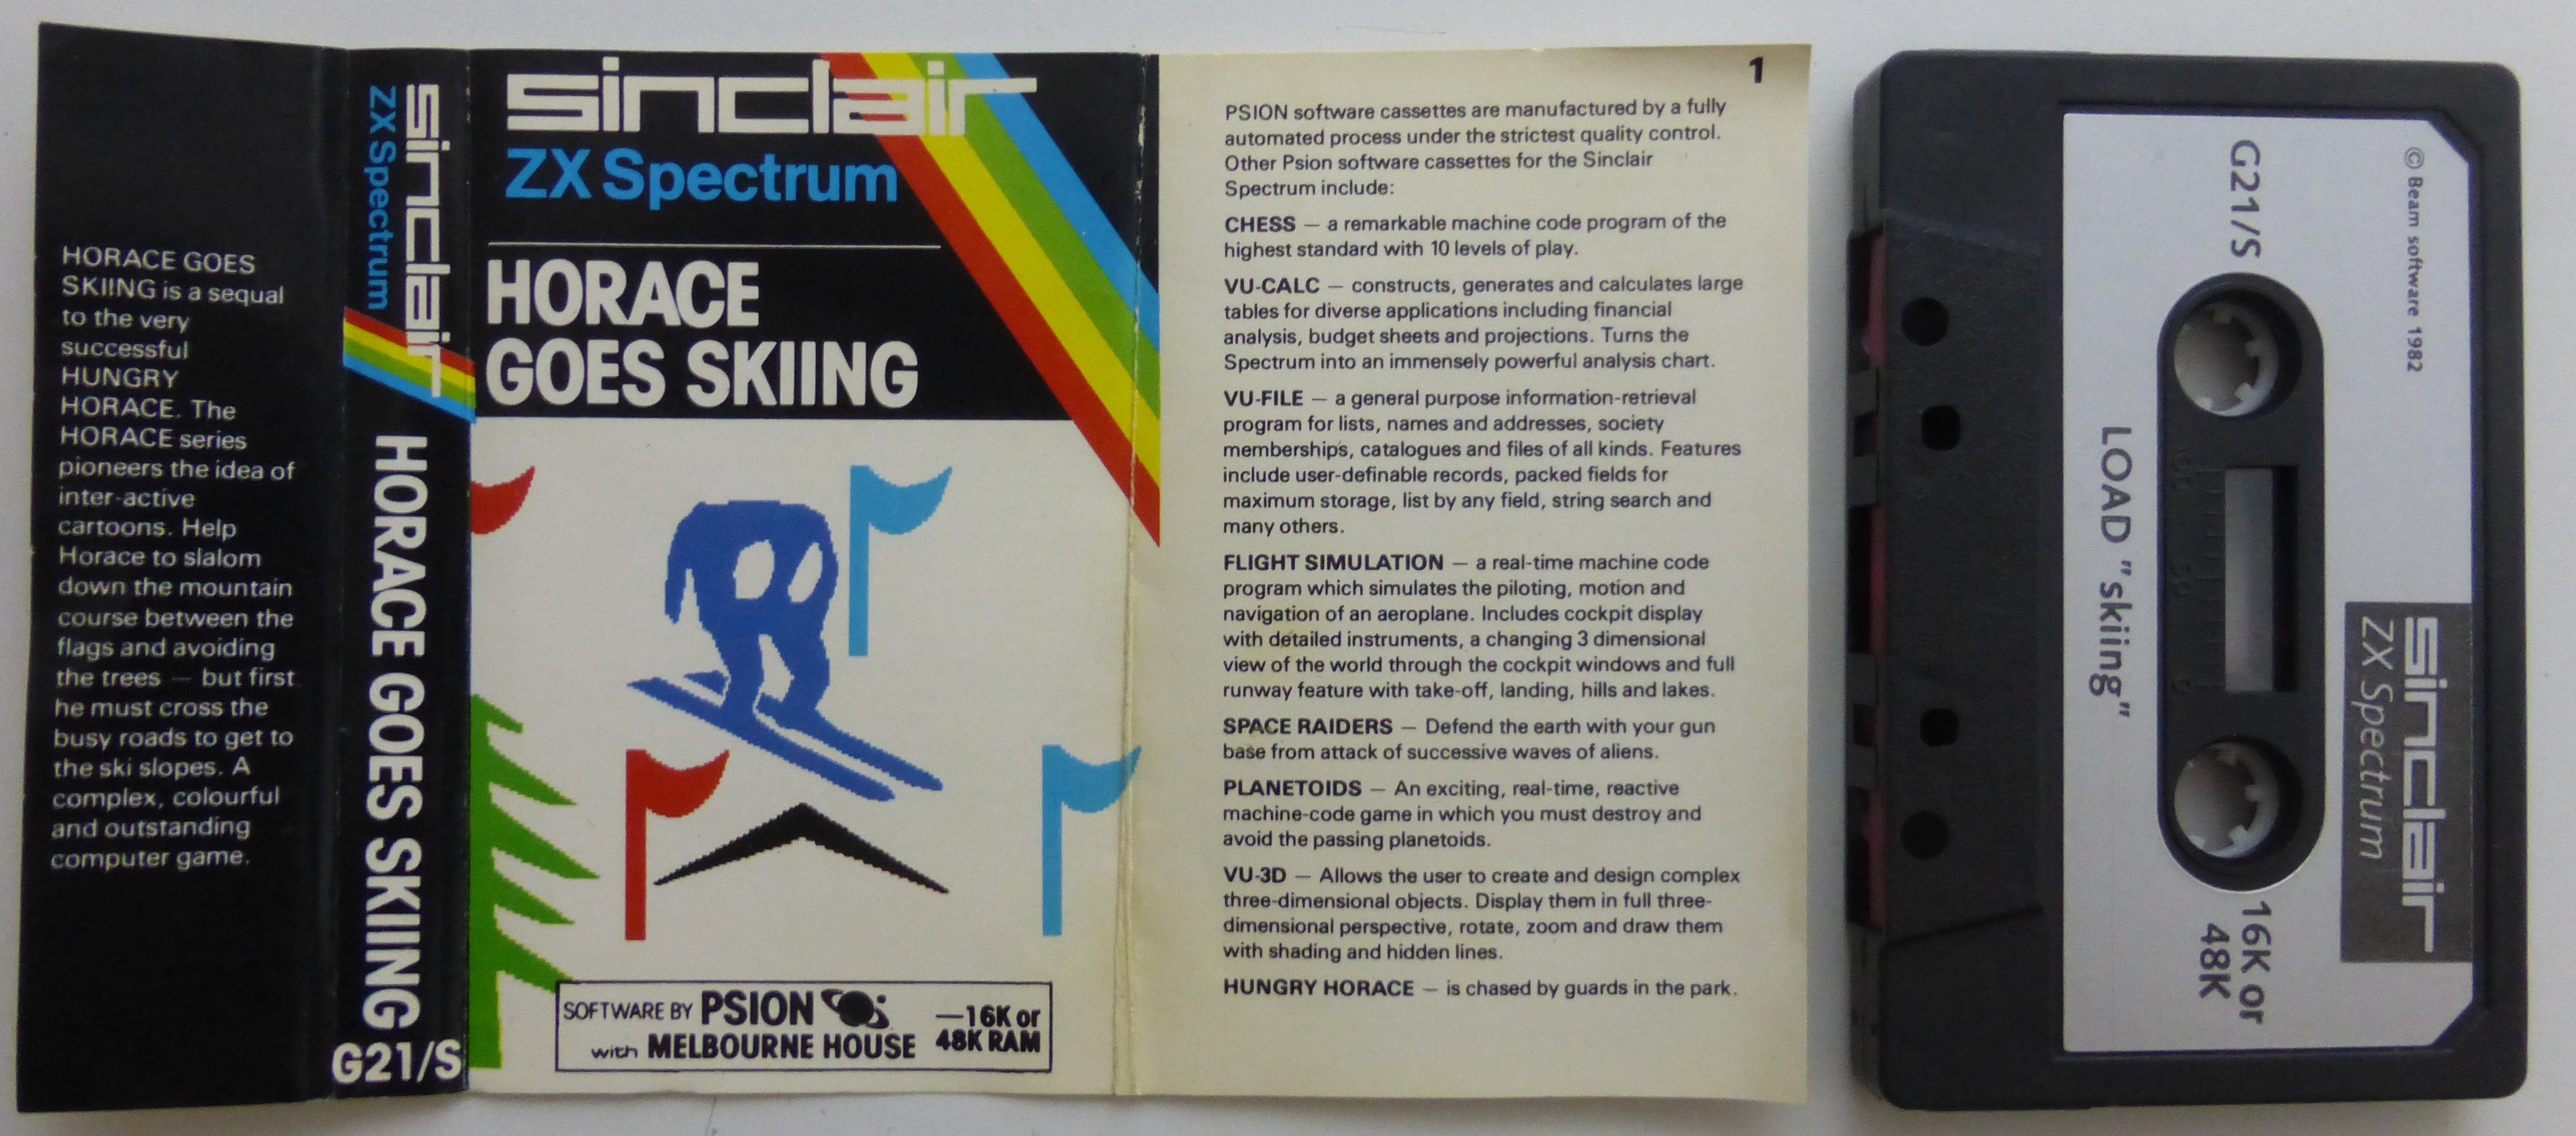 HORACE GOES
SKIING is a sequal
to the very
successful
HUNGRY
HORACE. The
HORACE series
pioneers the idea of
inter-active
cartoons. Help
Horace to slalom
down the mountain
course between the
flags and avoiding
the trees — but first
he must cross the
busy roads to get to
the ski slopes. A
complex, colourful
and outstanding
computer game.
sinclair
ZX Spectrum
HORACE GOES SKIING
G21/S
sinclair
ZX Spectrum
HORACE
GOES SKIING
SOFTWARE BY PSION
with MELBOURNE HOUSE
—16K or
48K RAM
1
PSION software cassettes are manufactured by a fully
automated process under the strictest quality control.
Other Psion software cassettes for the Sinclair
Spectrum include:
CHESS — a remarkable machine code program of the
highest standard with 10 levels of play.
VU-CALC — constructs, generates and calculates large
tables for diverse applications including financial
analysis, budget sheets and projections. Turns the
Spectrum into an immensely powerful analysis chart.
VU-FILE — a general purpose information-retrieval
program for lists, names and addresses, society
memberships, catalogues and files of all kinds. Features
include user-definable records, packed fields for
maximum storage, list by any field, string search and
many others.
FLIGHT SIMULATION — a real-time machine code
program which simulates the piloting, motion and
navigation of an aeroplane. Includes cockpit display
with detailed instruments, a changing 3 dimensional
view of the world through the cockpit windows and full
runway feature with take-off, landing, hills and lakes.
SPACE RAIDERS — Defend the earth with your gun
base from attack of successive waves of aliens.
PLANETOIDS — An exciting, real-time, reactive
machine-code game in which you must destroy and
avoid the passing planetoids.
VU-3D — Allows the user to create and design complex
three-dimensional objects. Display them in full three-
dimensional perspective, rotate, zoom and draw them
with shading and hidden lines.
HUNGRY HORACE — is chased by guards in the park.
© Beam software 1982
sinclair
ZX Spectrum
G21/S
16K or
48K
LOAD "skiing"
100
50
0